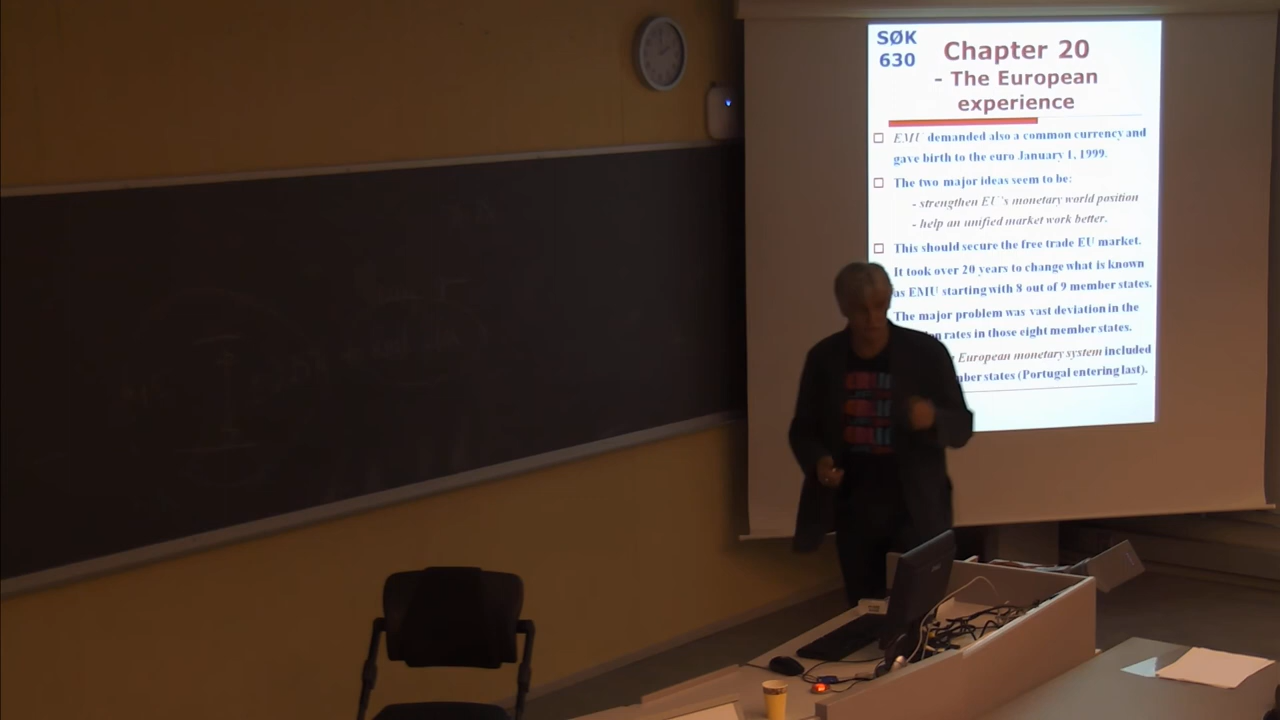 SØK
630
Chapter 20
- The European
experience
EMU demanded also a common currency and
gave birth to the euro January 1, 1999.
The two major ideas seem to be:
- strengthen EU's monetary world position
- help an unified market work better.
This should secure the free trade EU market.
It took over 20 years to change what is known
as EMU starting with 8 out of 9 member states.
The major problem was vast deviation in the
rates in those eight member states.
European monetary system included
states (Portugal entering last).